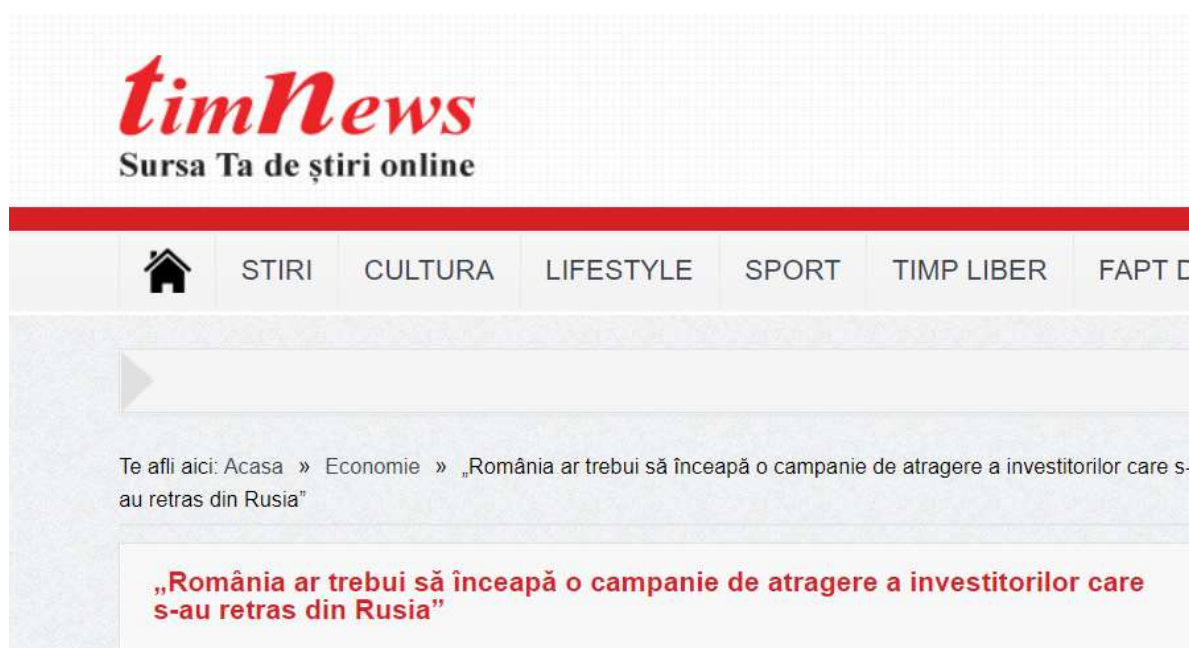 timNews
Sursa Ta de știri online
STIRI CULTURA LIFESTYLE SPORT TIMP LIBER FAPT D
Te afli aici: Acasa » Economie » „România ar trebui să înceapă o campanie de atragere a investitorilor care s-
au retras din Rusia”
„România ar trebui să înceapă o campanie de atragere a investitorilor care
s-au retras din Rusia”